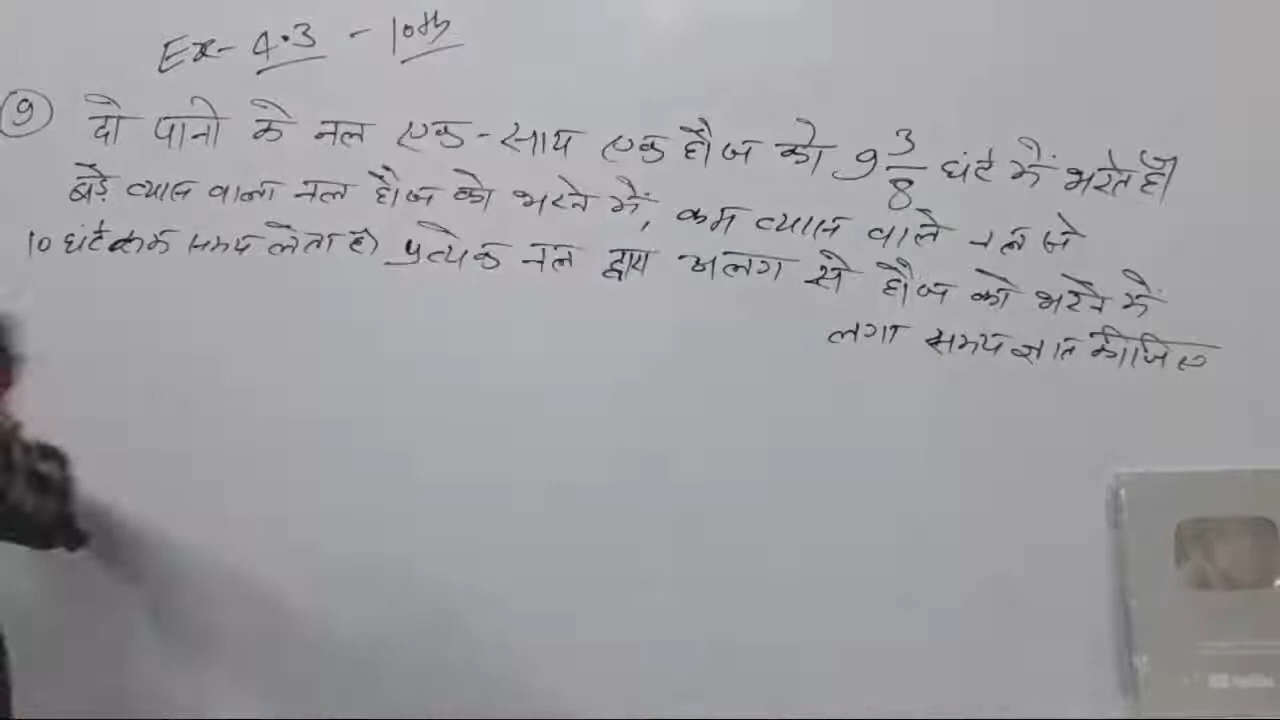 Ex- 4.3 - 10th
9 दो पानी के नल एक-साथ एक हौज को 9 3/8 घंटे में भरते हैं।
बड़े व्यास वाला नल हौज को भरने में, कम व्यास वाले नल से
10 घंटे कम समय लेता है। प्रत्येक नल द्वारा अलग से हौज को भरने में
लगा समय ज्ञात कीजिए